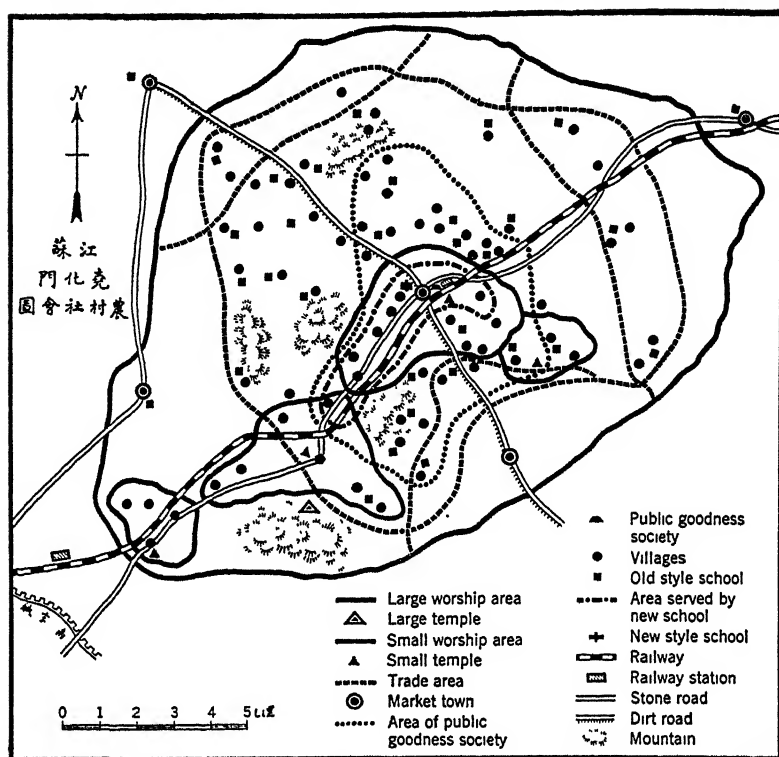 N
江蘇
堯化門
農村社會圖
Large worship area
Large temple
Small worship area
Small temple
Trade area
Market town
Area of public
goodness society
Public goodness
society
Villages
Old style school
Area served by
new school
New style school
Railway
Railway station
Stone road
Dirt road
Mountain
0 1 2 3 4 5 LI